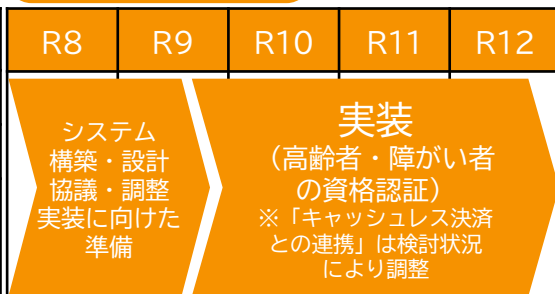 R8 R9 R10 R11 R12
システム
構築・設計
協議・調整
実装に向けた
準備
実装
（高齢者・障がい者
の資格認証）
※「キャッシュレス決済
との連携」は検討状況
により調整